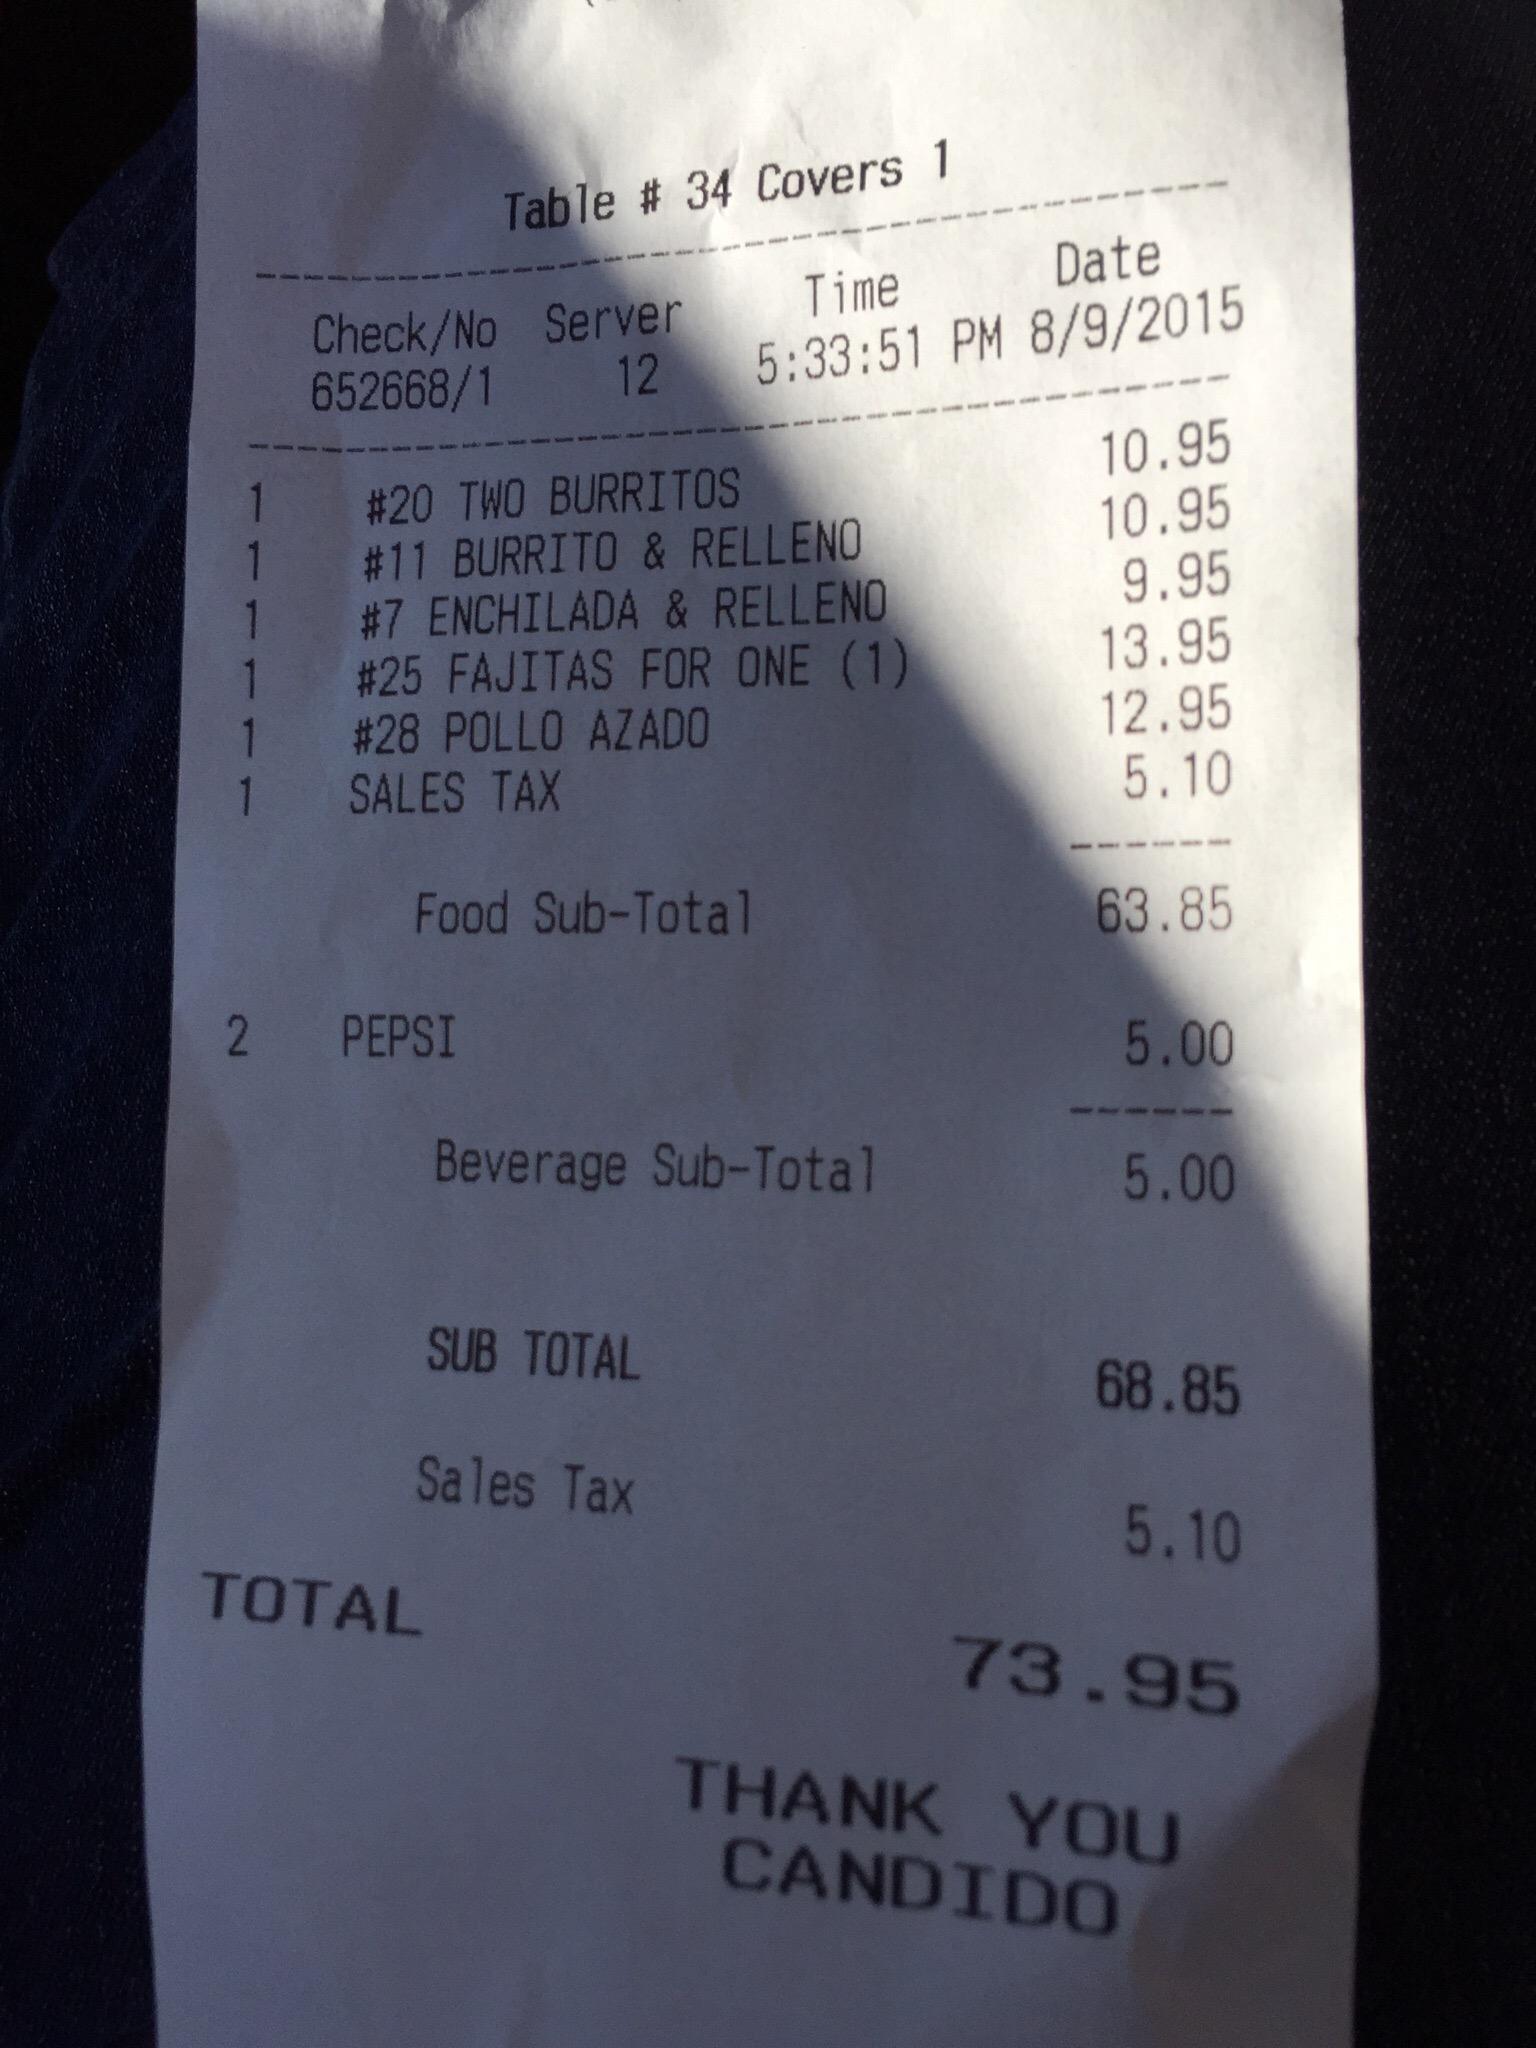 Table # 34 Covers 1
Check/No Server Time Date
652668/1 12 5:33:51 PM 8/9/2015
1 #20 TWO BURRITOS 10.95
1 #11 BURRITO & RELLENO 10.95
1 #7 ENCHILADA & RELLENO 9.95
1 #25 FAJITAS FOR ONE (1) 13.95
1 #28 POLLO AZADO 12.95
1 SALES TAX 5.10
Food Sub-Total 63.85
2 PEPSI 5.00
Beverage Sub-Total 5.00
SUB TOTAL 68.85
Sales Tax 5.10
TOTAL 73.95
THANK YOU
CANDIDO